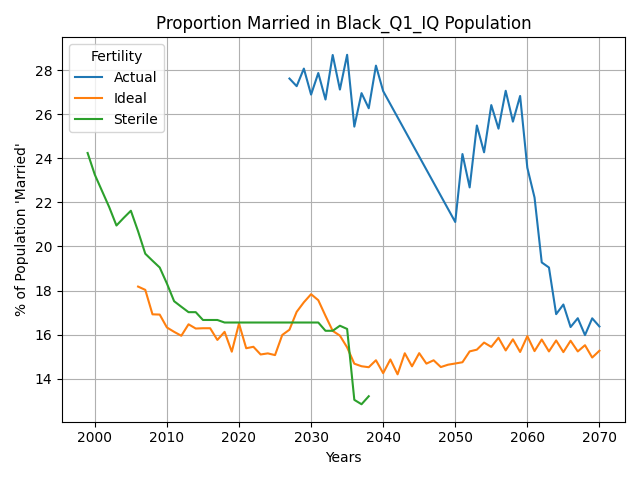 Proportion Married in Black_Q1_IQ Population
Fertility
Actual
Ideal
Sterile
% of Population 'Married'
28
26
24
22
20
18
16
14
2000 2010 2020 2030 2040 2050 2060 2070
Years